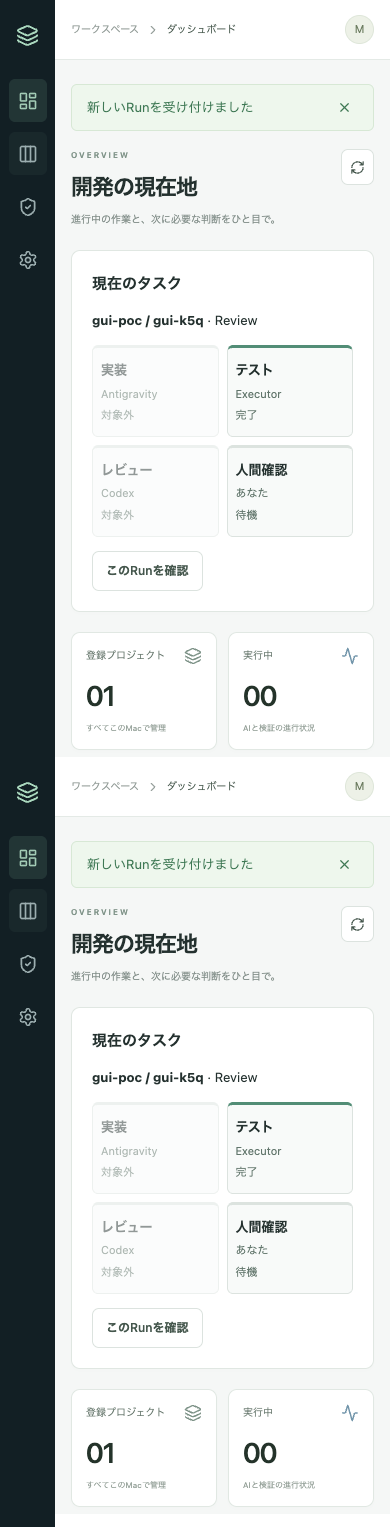 ワークスペース > ダッシュボード
M
新しいRunを受け付けました
OVERVIEW
開発の現在地
進行中の作業と、次に必要な判断をひと目で。
現在のタスク
gui-poc / gui-k5q · Review
実装
Antigravity
対象外
テスト
Executor
完了
レビュー
Codex
対象外
人間確認
あなた
待機
このRunを確認
登録プロジェクト
01
すべてこのMacで管理
実行中
00
AIと検証の進行状況
ワークスペース > ダッシュボード
M
新しいRunを受け付けました
OVERVIEW
開発の現在地
進行中の作業と、次に必要な判断をひと目で。
現在のタスク
gui-poc / gui-k5q · Review
実装
Antigravity
対象外
テスト
Executor
完了
レビュー
Codex
対象外
人間確認
あなた
待機
このRunを確認
登録プロジェクト
01
すべてこのMacで管理
実行中
00
AIと検証の進行状況